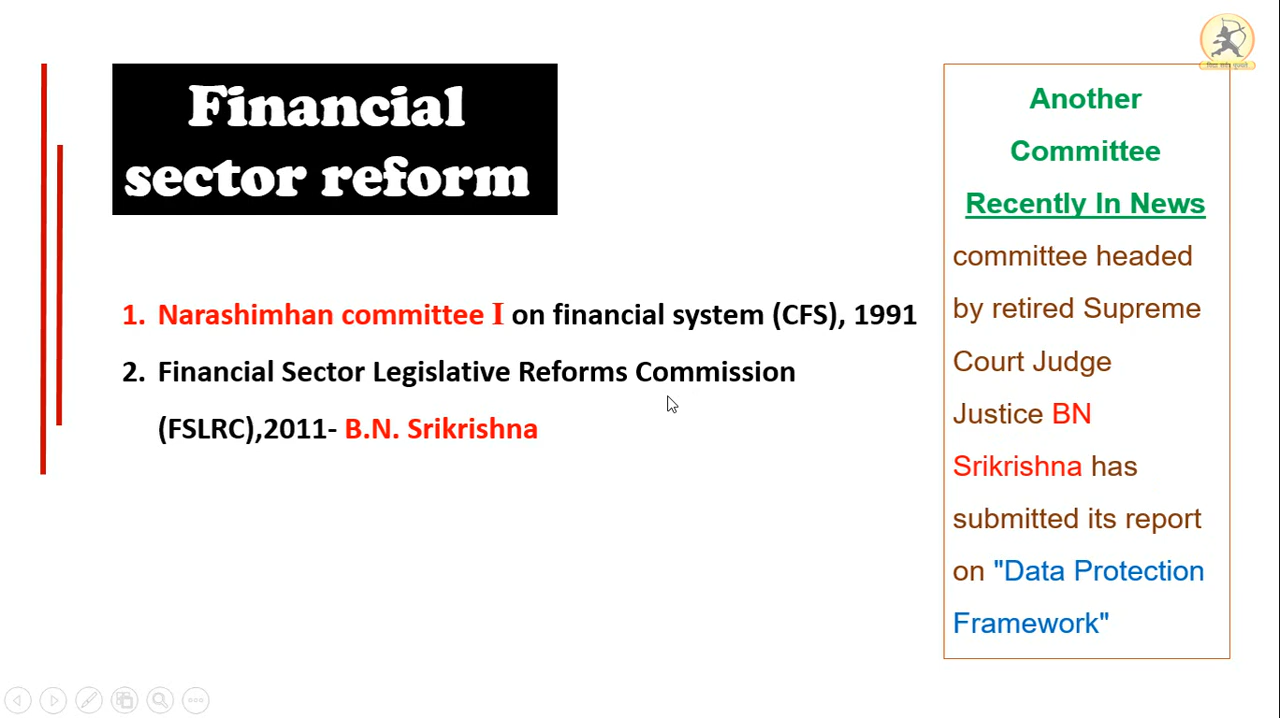 Financial
sector reform
1. Narashimhan committee I on financial system (CFS), 1991
2. Financial Sector Legislative Reforms Commission
(FSLRC),2011- B.N. Srikrishna
Another
Committee
Recently In News
committee headed
by retired Supreme
Court Judge
Justice BN
Srikrishna has
submitted its report
on "Data Protection
Framework"